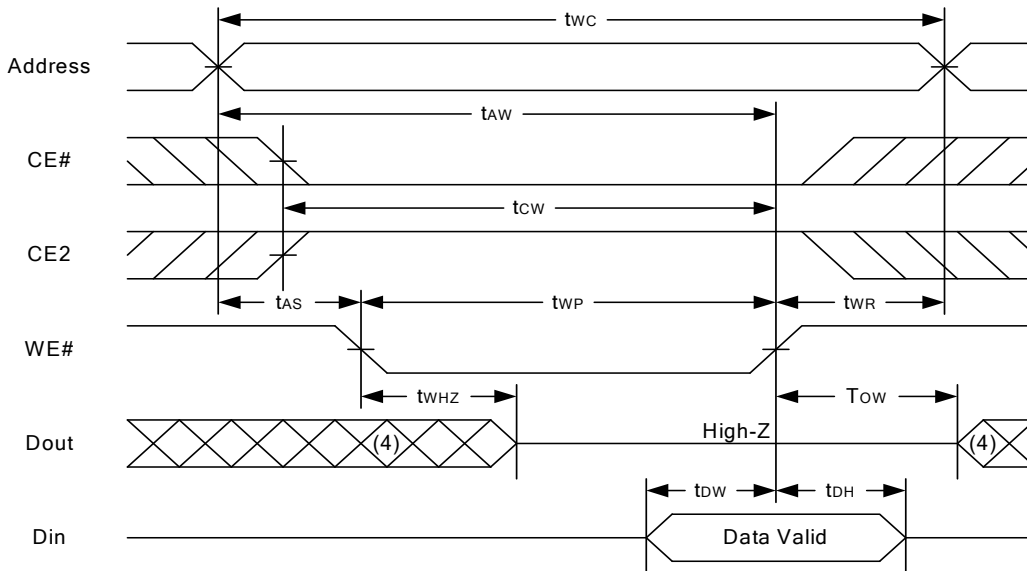 tWC
Address
tAW
CE#
tCW
CE2
tAS tWP tWR
WE#
tWHZ TOW
Dout (4) High-Z (4)
tDW tDH
Din Data Valid